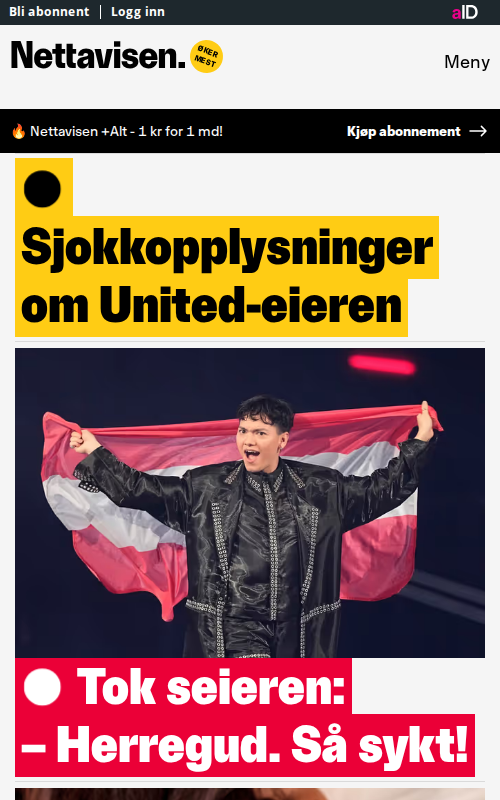 Bli abonnent | Logg inn
aID
Nettavisen.
ØKER
MEST
Meny
🔥 Nettavisen +Alt - 1 kr for 1 md!
Kjøp abonnement →
Sjokkopplysninger
om United-eieren
Tok seieren:
– Herregud. Så sykt!